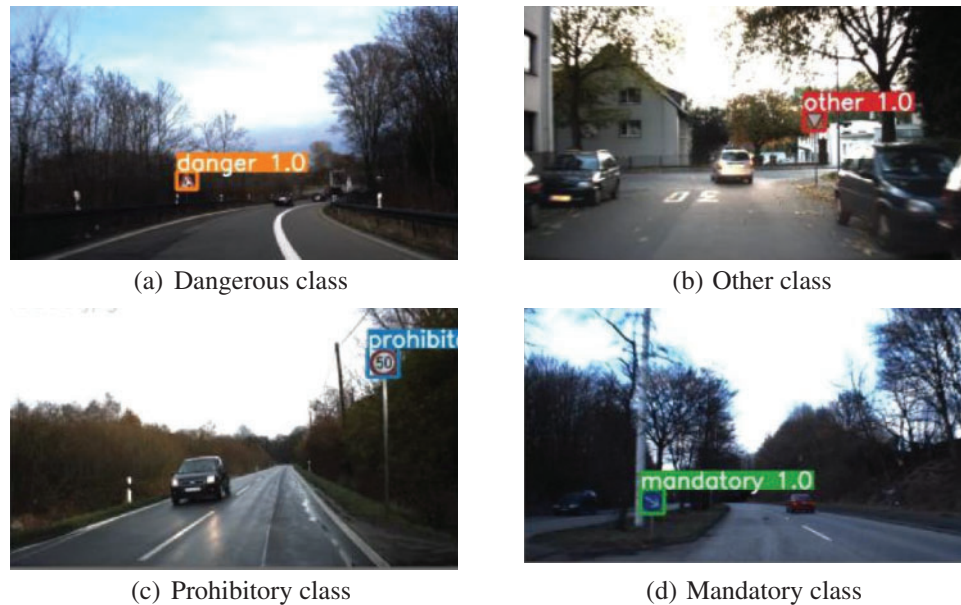 danger 1.0
other 1.0
(a) Dangerous class
(b) Other class
prohibito
50
mandatory 1.0
(c) Prohibitory class
(d) Mandatory class